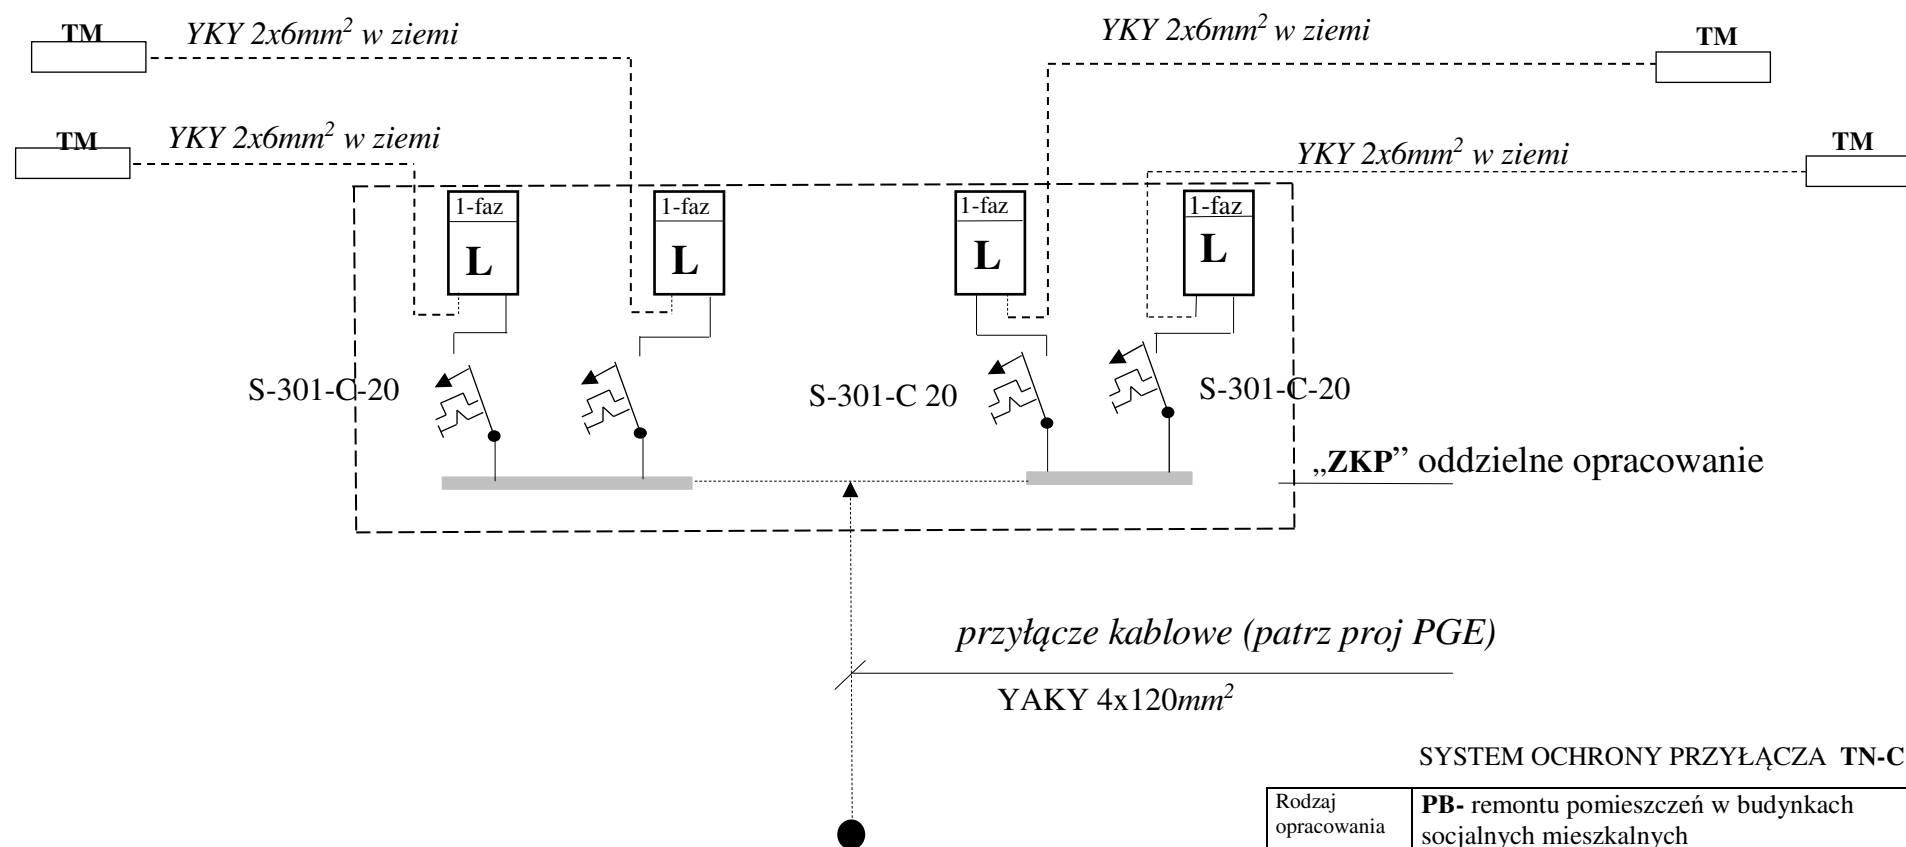 TM
YKY 2x6mm² w ziemi
YKY 2x6mm² w ziemi
TM
TM
YKY 2x6mm² w ziemi
YKY 2x6mm² w ziemi
TM
1-faz
L
1-faz
L
1-faz
L
1-faz
L
S-301-C-20
S-301-C 20
S-301-C-20
„ZKP” oddzielne opracowanie
przyłącze kablowe (patrz proj PGE)
YAKY 4x120mm²
SYSTEM OCHRONY PRZYŁĄCZA TN-C
Rodzaj
opracowania
PB- remontu pomieszczeń w budynkach
socjalnych mieszkalnych